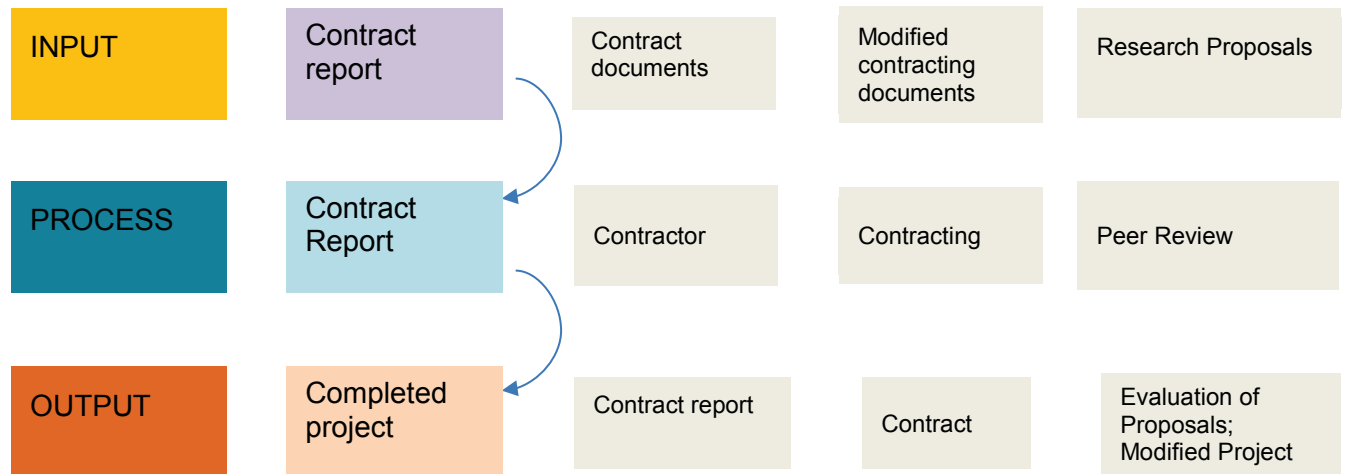 INPUT
Contract
report
Contract
documents
Modified
contracting
documents
Research Proposals
PROCESS
Contract
Report
Contractor
Contracting
Peer Review
OUTPUT
Completed
project
Contract report
Contract
Evaluation of
Proposals;
Modified Project